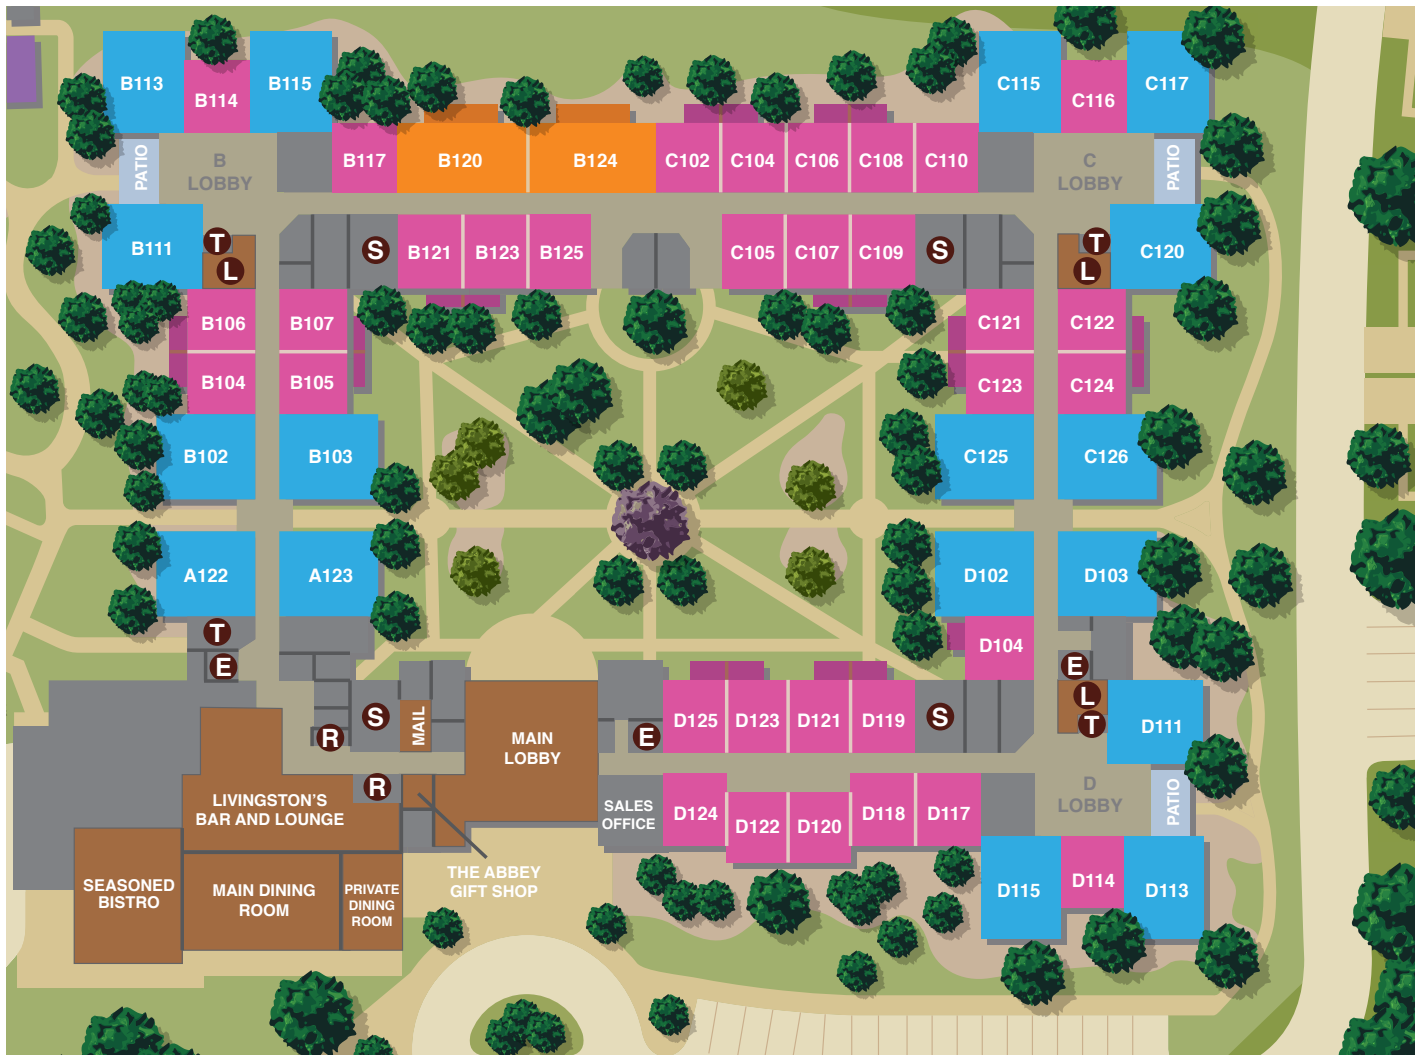 B113
B114
B115
C115
C116
C117
PATIO
B
LOBBY
B117
B120
B124
C102
C104
C106
C108
C110
C
LOBBY
PATIO
B111
T
L
S
B121
B123
B125
C105
C107
C109
S
T
L
C120
B106
B107
C121
C122
B104
B105
C123
C124
B102
B103
C125
C126
A122
A123
D102
D103
T
E
D104
E
L
T
D111
R
S
MAIL
MAIN
LOBBY
E
D125
D123
D121
D119
S
R
LIVINGSTON'S
BAR AND LOUNGE
SALES
OFFICE
D124
D122
D120
D118
D117
D
LOBBY
PATIO
SEASONED
BISTRO
MAIN DINING
ROOM
PRIVATE
DINING
ROOM
THE ABBEY
GIFT SHOP
D115
D114
D113